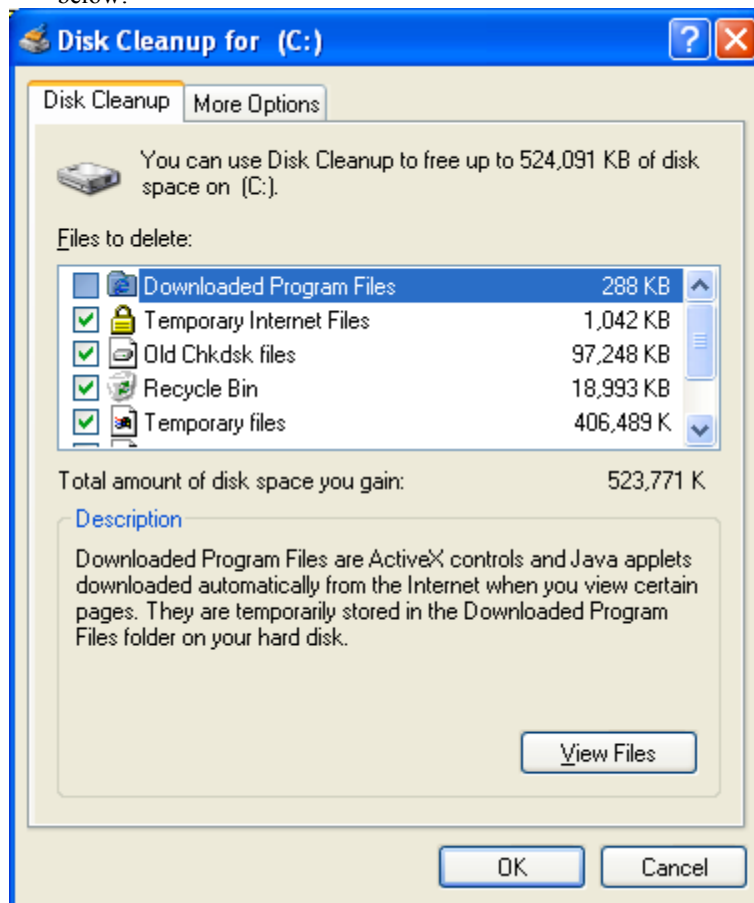 below.
Disk Cleanup for (C:)
Disk Cleanup
More Options
You can use Disk Cleanup to free up to 524,091 KB of disk
space on (C:).
Files to delete:
Downloaded Program Files 288 KB
Temporary Internet Files 1,042 KB
Old Chkdsk files 97,248 KB
Recycle Bin 18,993 KB
Temporary files 406,489 K
Total amount of disk space you gain: 523,771 K
Description
Downloaded Program Files are ActiveX controls and Java applets
downloaded automatically from the Internet when you view certain
pages. They are temporarily stored in the Downloaded Program
Files folder on your hard disk.
View Files
OK
Cancel